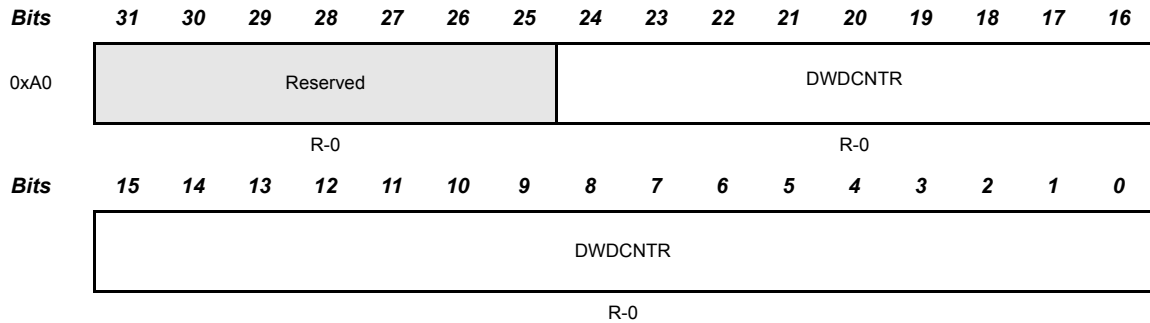 Bits 31 30 29 28 27 26 25 24 23 22 21 20 19 18 17 16
0xA0 Reserved DWDCNTR
R-0 R-0
Bits 15 14 13 12 11 10 9 8 7 6 5 4 3 2 1 0
DWDCNTR
R-0